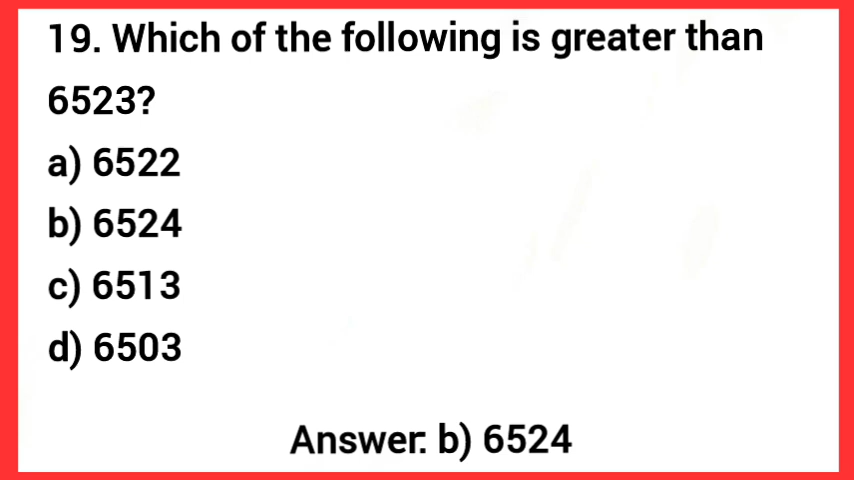 19. Which of the following is greater than
6523?
a) 6522
b) 6524
c) 6513
d) 6503
Answer: b) 6524